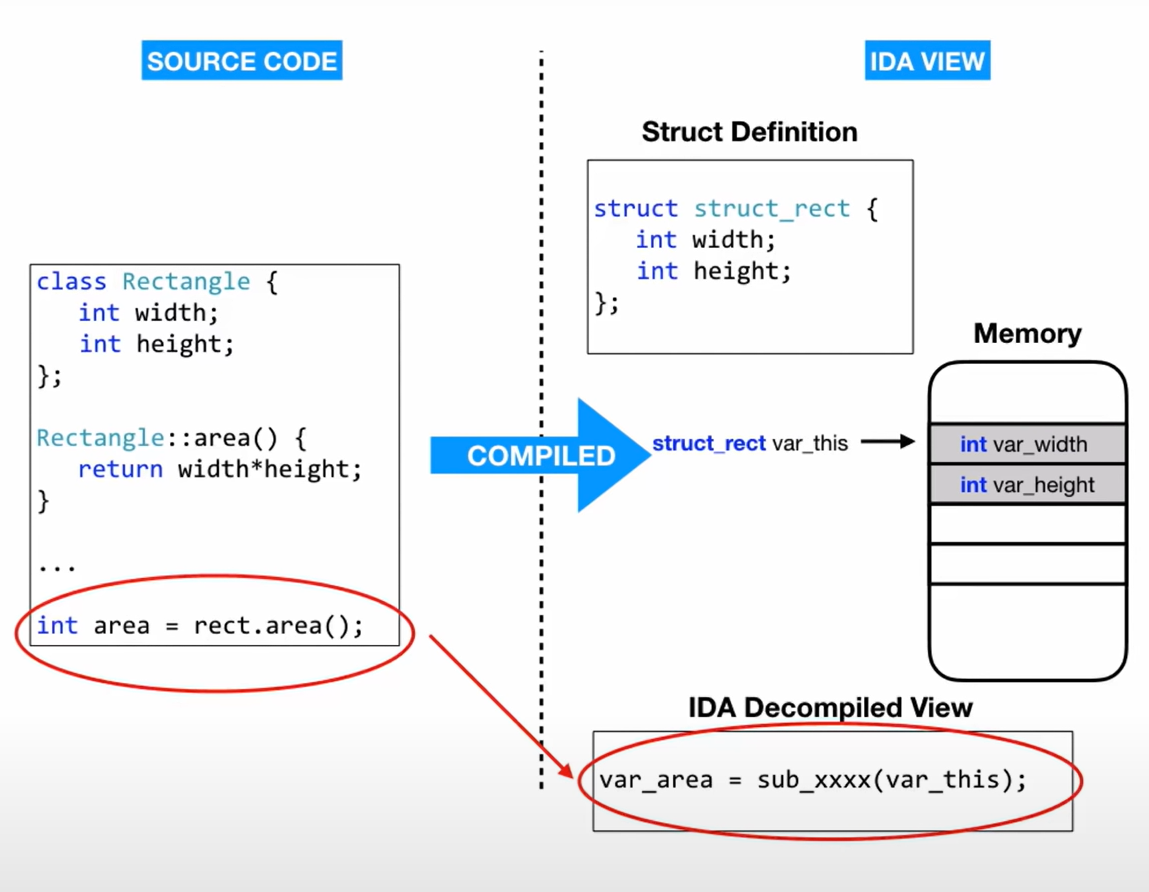 SOURCE CODE
class Rectangle {
int width;
int height;
};
Rectangle::area() {
return width*height;
}
...
int area = rect.area();
COMPILED
IDA VIEW
Struct Definition
struct struct_rect {
int width;
int height;
};
Memory
struct_rect var_this
int var_width
int var_height
IDA Decompiled View
var_area = sub_xxxx(var_this);